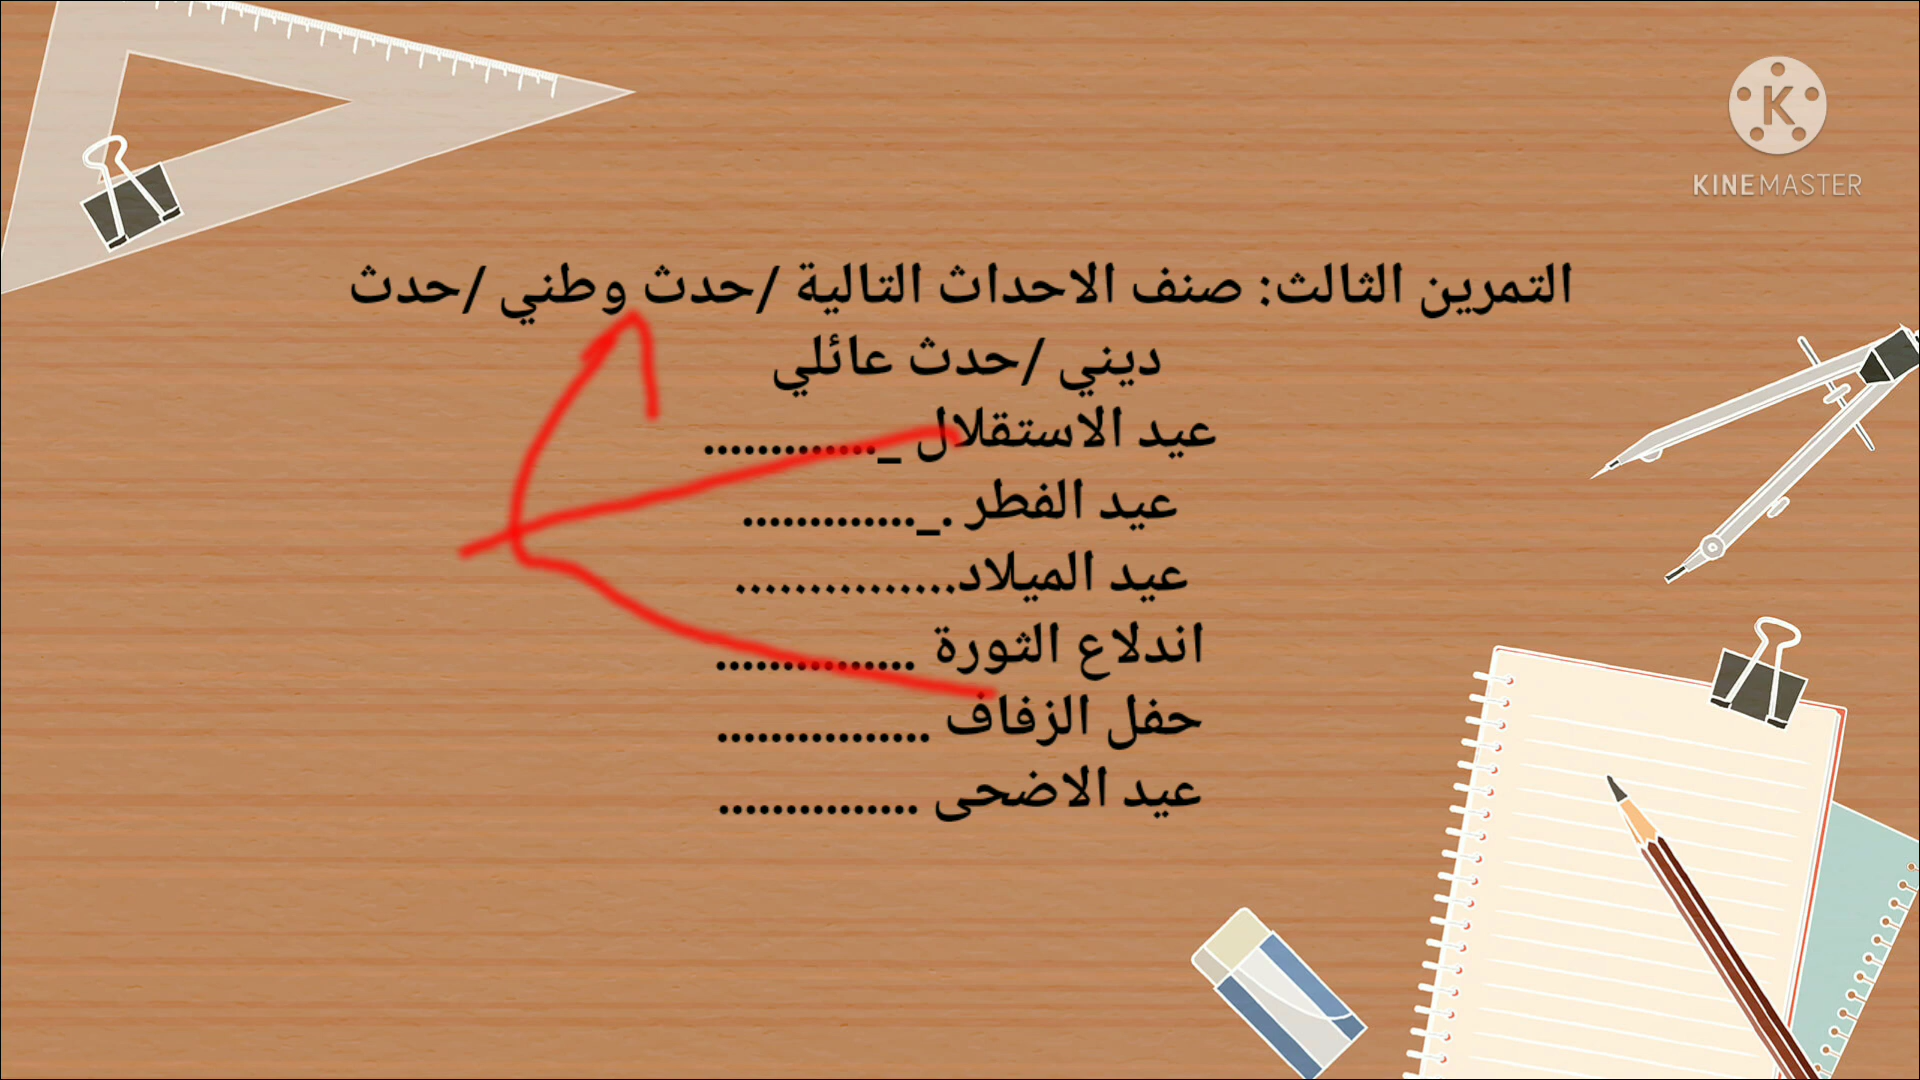 K
KINEMASTER
التمرين الثالث: صنف الاحداث التالية /حدث وطني /حدث
ديني /حدث عائلي
عيد الاستقلال _.............
عيد الفطر ._.............
عيد الميلاد...............
اندلاع الثورة ...............
حفل الزفاف ................
عيد الاضحى ...............